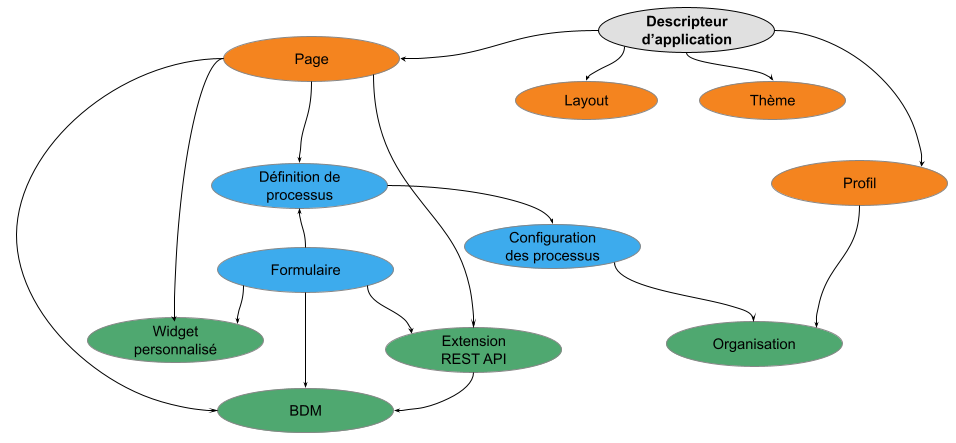 Descripteur
d’application
Page
Layout
Thème
Définition de
processus
Profil
Configuration
des processus
Formulaire
Widget
personnalisé
Extension
REST API
Organisation
BDM